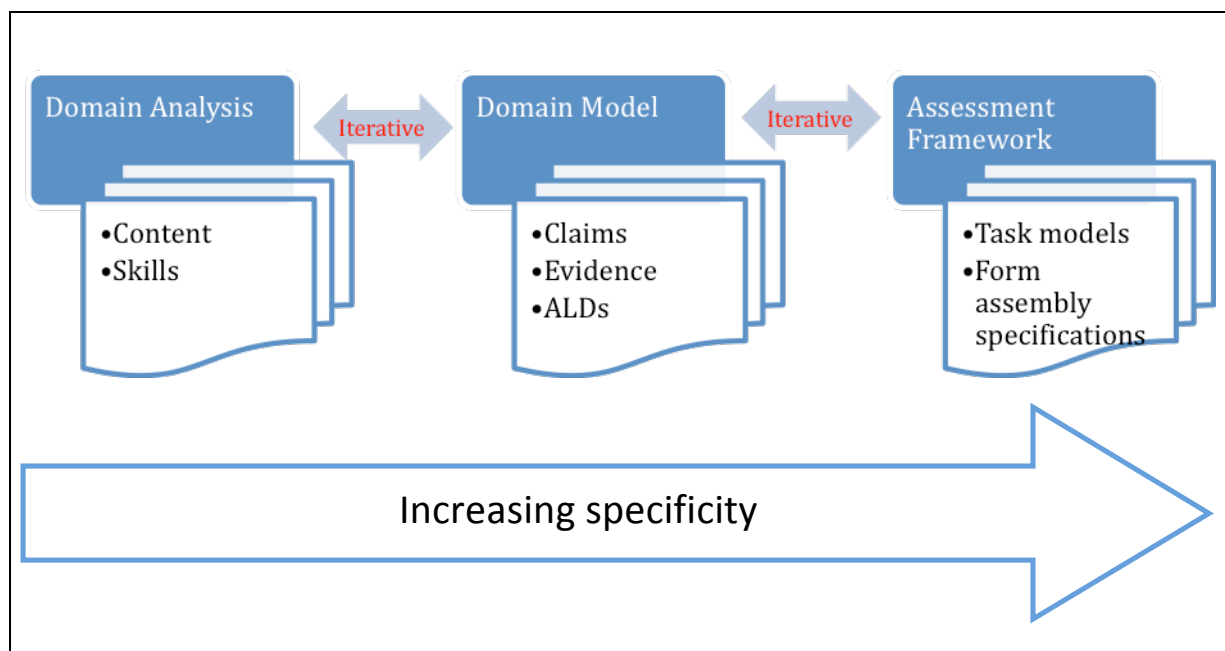 Domain Analysis
•Content
•Skills
Iterative
Domain Model
•Claims
•Evidence
•ALDs
Iterative
Assessment
Framework
•Task models
•Form
assembly
specifications
Increasing specificity